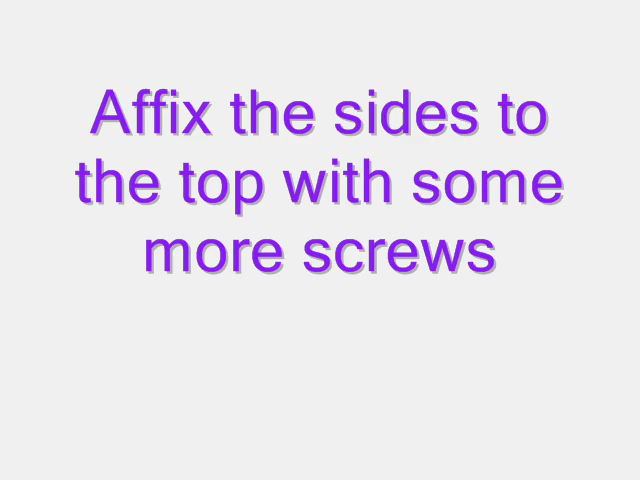 Affix the sides to
the top with some
more screws